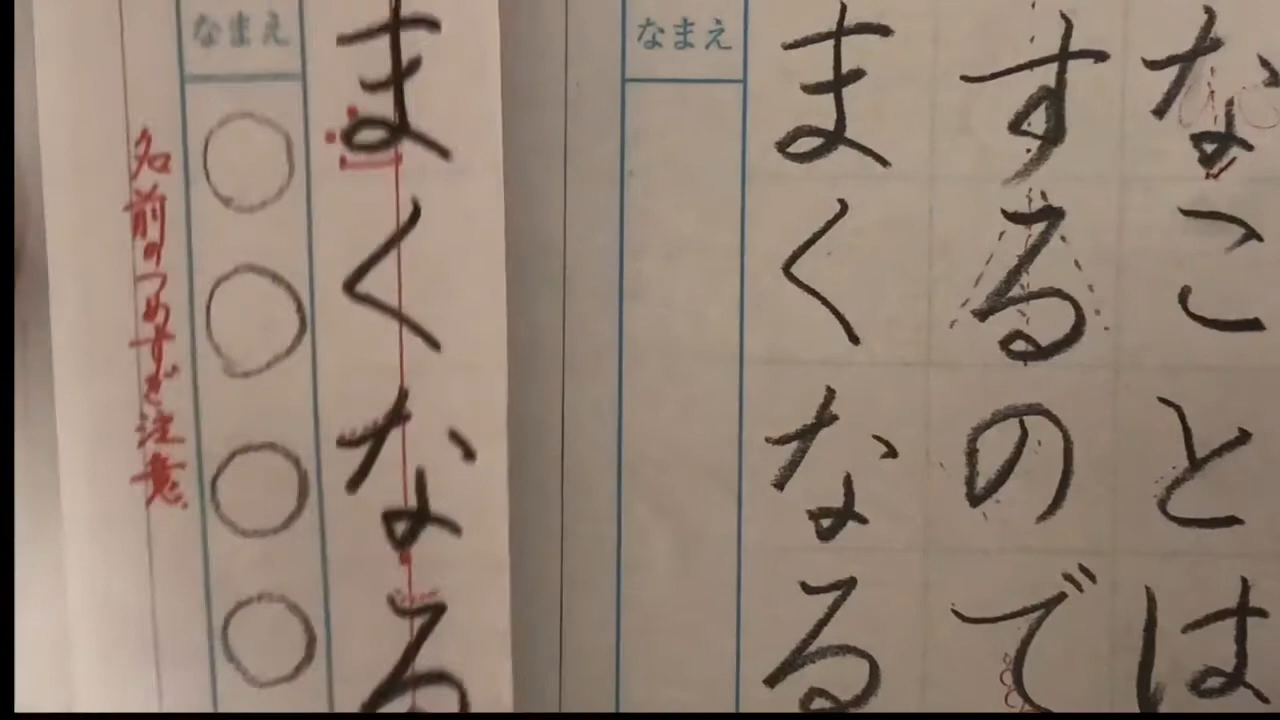 なことは
するので
まくなる
なまえ
まくなる
なまえ
名前のつめすぎ注意